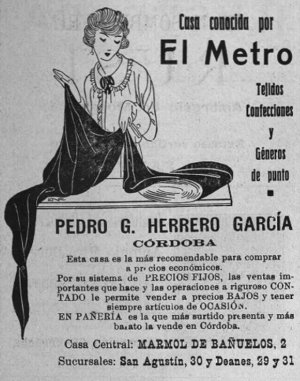 Casa conocida por
El Metro
Tejidos
Confecciones
y
Géneros
de punto
PEDRO G. HERRERO GARCÍA
CÓRDOBA
Esta casa es la más recomendable para comprar
a precios económicos.
Por su sistema de PRECIOS FIJOS, las ventas impor-
tantes que hace y las operaciones a riguroso CON-
TADO le permite vender a precios BAJOS y tener
siempre artículos de OCASIÓN.
EN PAÑERÍA es la que más surtido presenta y más
barato la vende en Córdoba.
Casa Central: MARMOL DE BAÑUELOS, 2
Sucursales: San Agustín, 30 y Deanes, 29 y 31